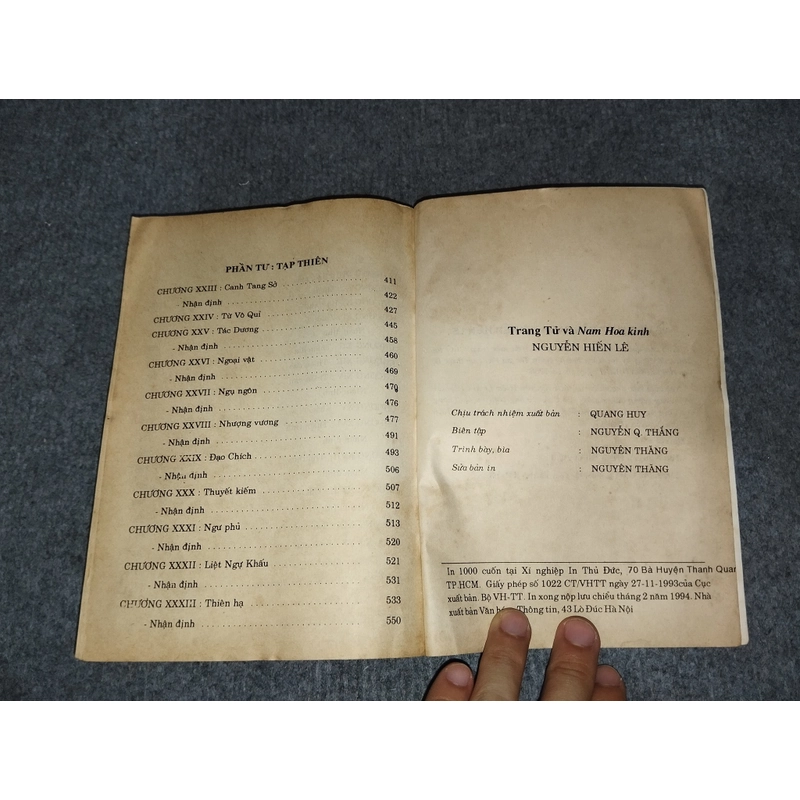 PHẦN TƯ : TẠP THIÊN
CHƯƠNG XXIII : Canh Tang Sở 411
- Nhận định 422
CHƯƠNG XXIV : Từ Vô Quỉ 427
CHƯƠNG XXV : Tắc Dương 445
- Nhận định 458
CHƯƠNG XXVI : Ngoại vật 460
- Nhận định 469
CHƯƠNG XXVII : Ngụ ngôn 470
- Nhận định 476
CHƯƠNG XXVIII : Nhượng vương 477
- Nhận định 491
CHƯƠNG XXIX : Đạo Chích 493
- Nhận định 506
CHƯƠNG XXX : Thuyết kiếm 507
- Nhận định 512
CHƯƠNG XXXI : Ngư phủ 513
- Nhận định 520
CHƯƠNG XXXII : Liệt Ngự Khấu 521
- Nhận định 531
CHƯƠNG XXXIII : Thiên hạ 533
- Nhận định 550
Trang Tử và Nam Hoa kinh
NGUYỄN HIẾN LÊ
Chịu trách nhiệm xuất bản : QUANG HUY
Biên tập : NGUYỄN Q. THẮNG
Trình bày, bìa : NGUYÊN THĂNG
Sửa bản in : NGUYÊN THĂNG
In 1000 cuốn tại Xí nghiệp In Thủ Đức, 70 Bà Huyện Thanh Quan
TP.HCM. Giấy phép số 1022 CT/VHTT ngày 27-11-1993của Cục
xuất bản. Bộ VH-TT. In xong nộp lưu chiểu tháng 2 năm 1994. Nhà
xuất bản Văn Thông tin, 43 Lò Đúc Hà Nội